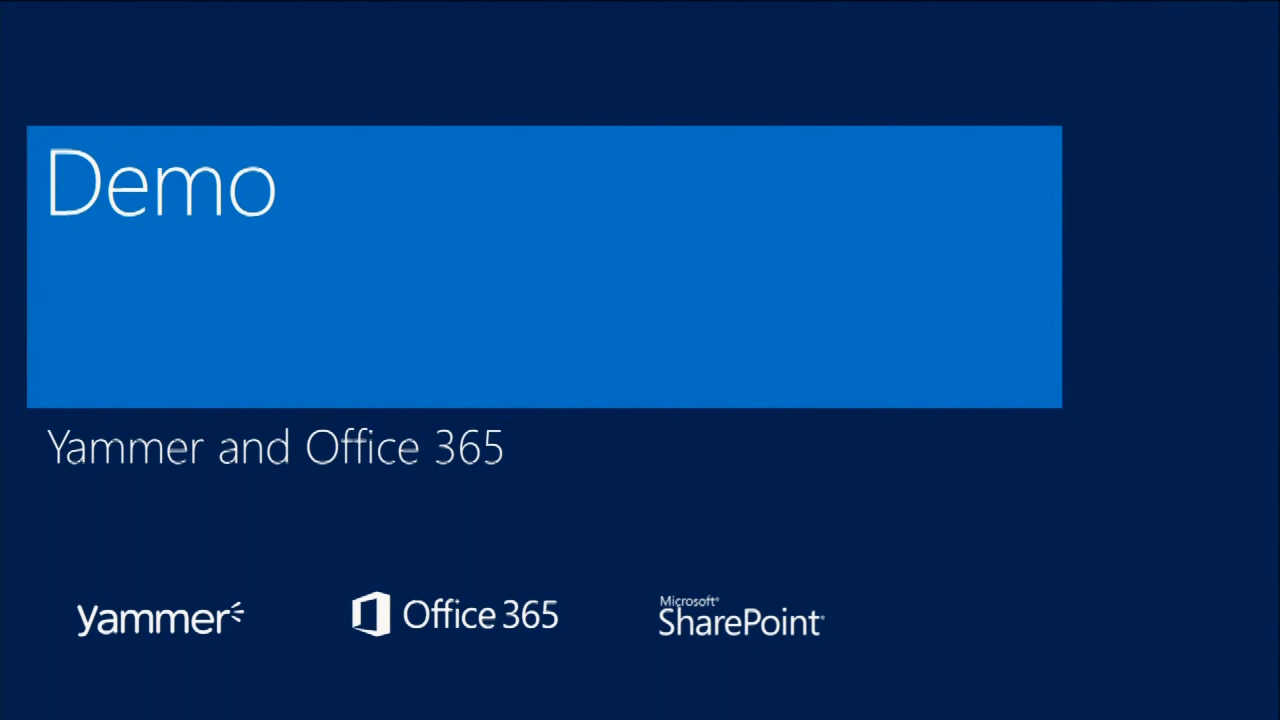 Demo
Yammer and Office 365
yammer
Office 365
Microsoft®
SharePoint®